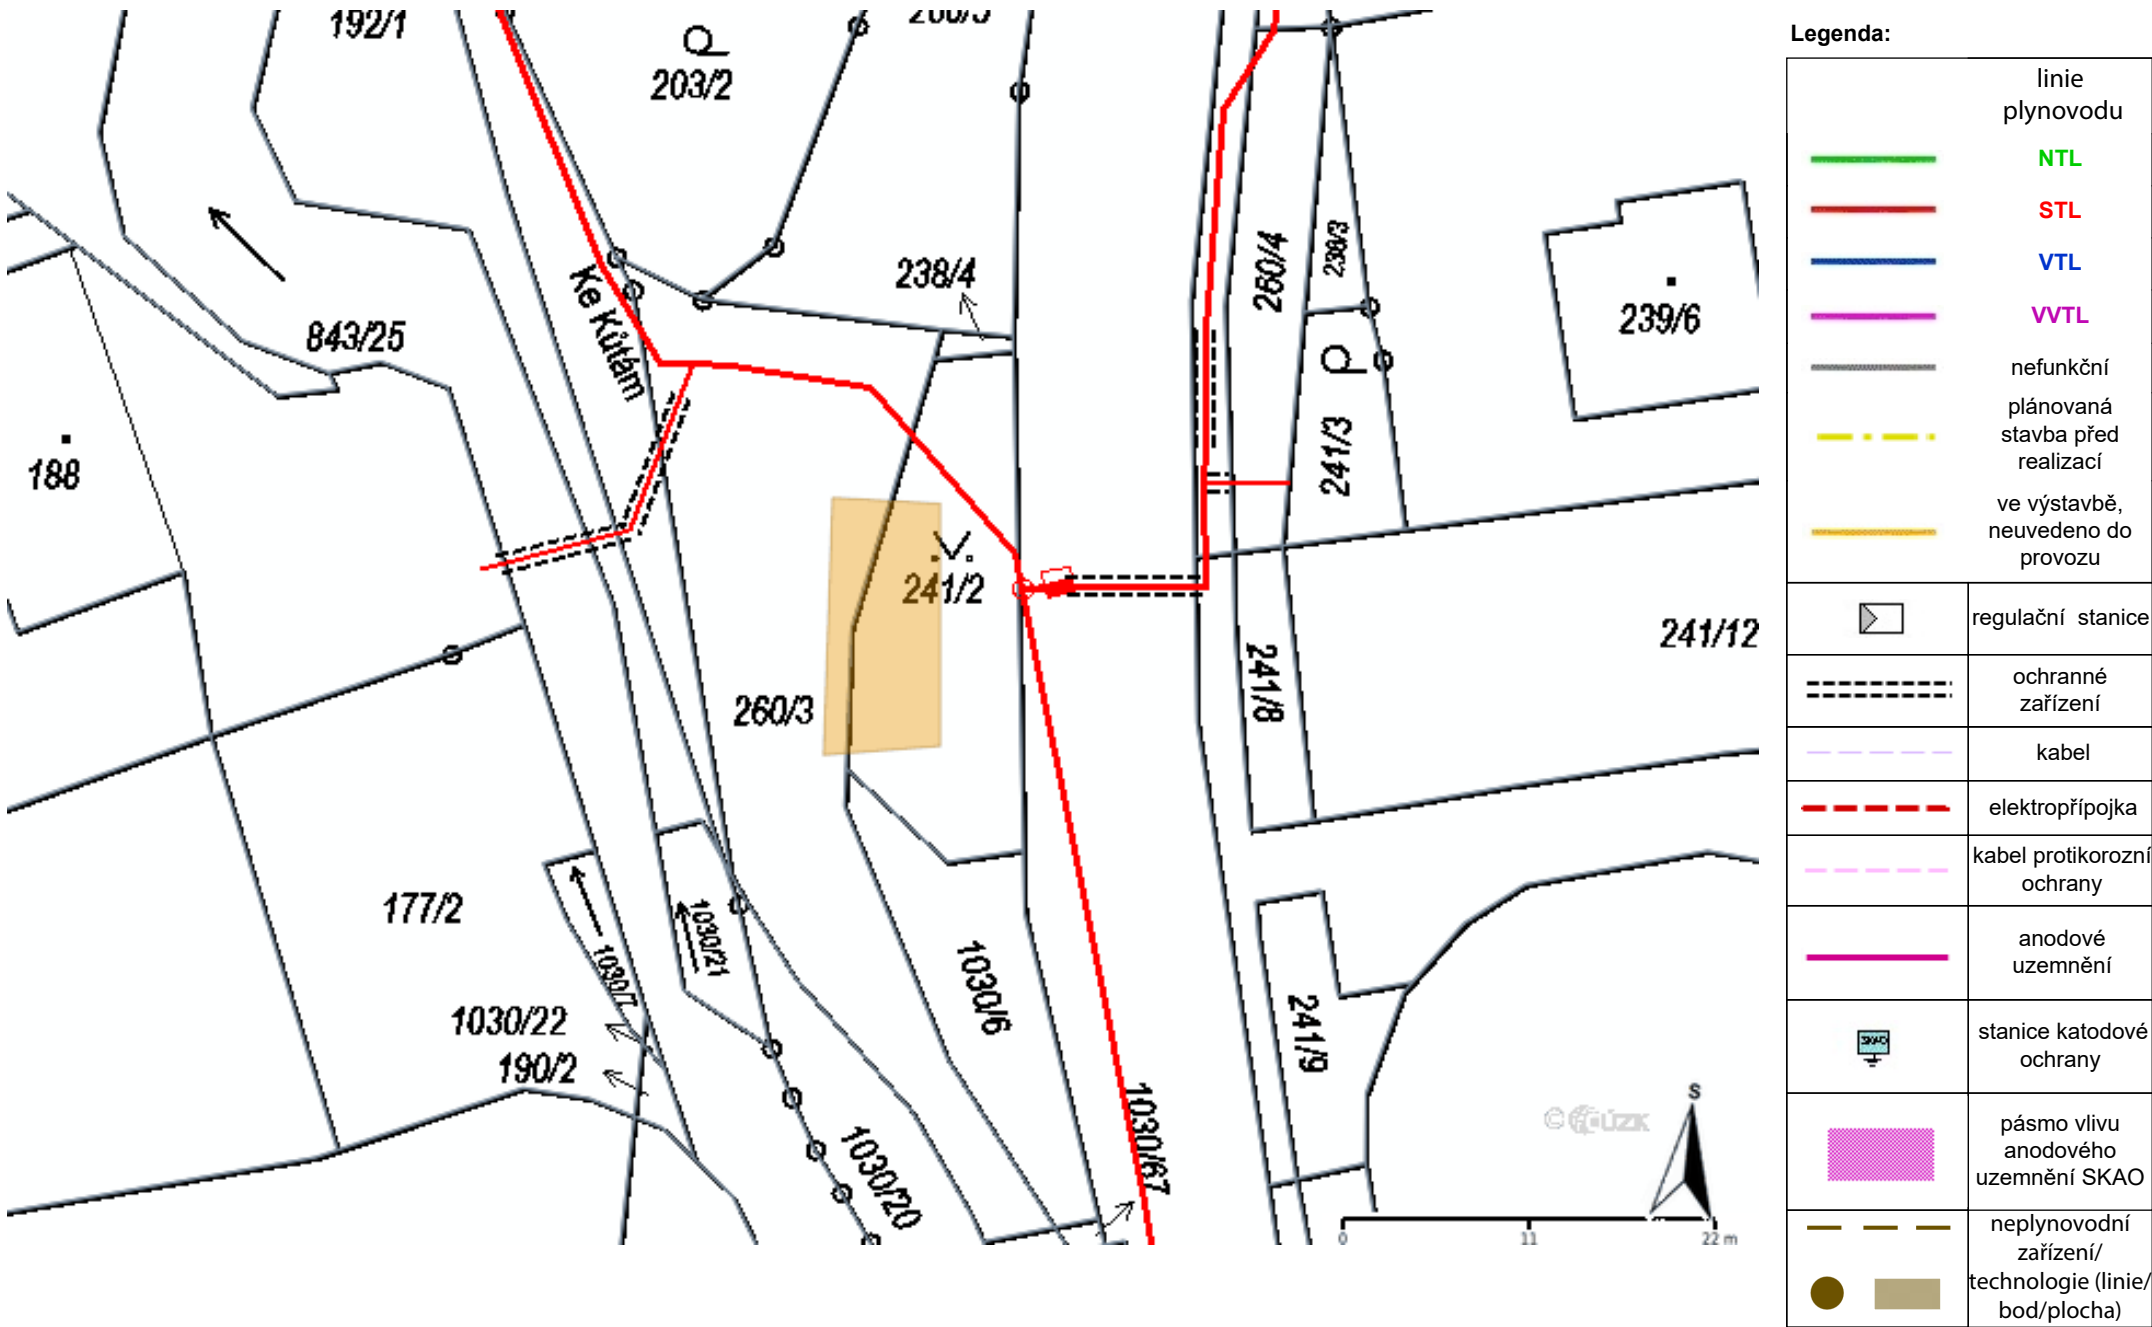 192/1
203/2
238/4
Ke Kůtám
843/25
188
260/4
238/3
239/6
241/3
241/2
260/3
241/8
241/12
177/2
1030/7
1030/21
1030/22
190/2
1030/6
241/9
1030/20
1030/67
S
0 11 22 m
Legenda:
linie
plynovodu
NTL
STL
VTL
VVTL
nefunkční
plánovaná
stavba před
realizací
ve výstavbě,
neuvedeno do
provozu
regulační stanice
ochranné
zařízení
kabel
elektropřípojka
kabel protikorozní
ochrany
anodové
uzemnění
SKAO
stanice katodové
ochrany
pásmo vlivu
anodového
uzemnění SKAO
neplynovodní
zařízení/
technologie (linie/
bod/plocha)